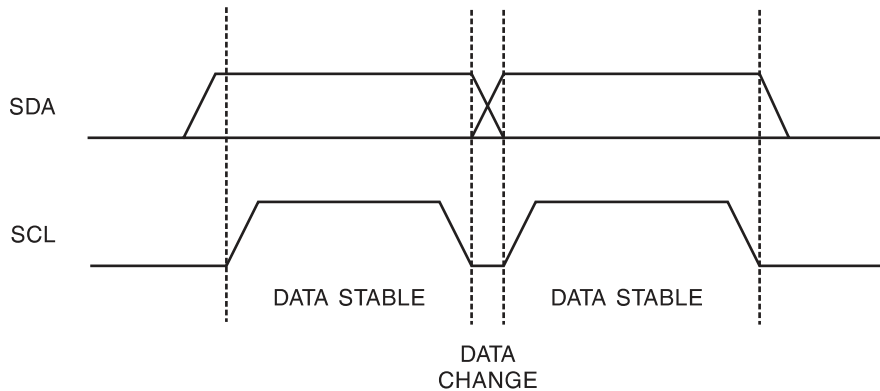 SDA
SCL
DATA STABLE
DATA STABLE
DATA
CHANGE